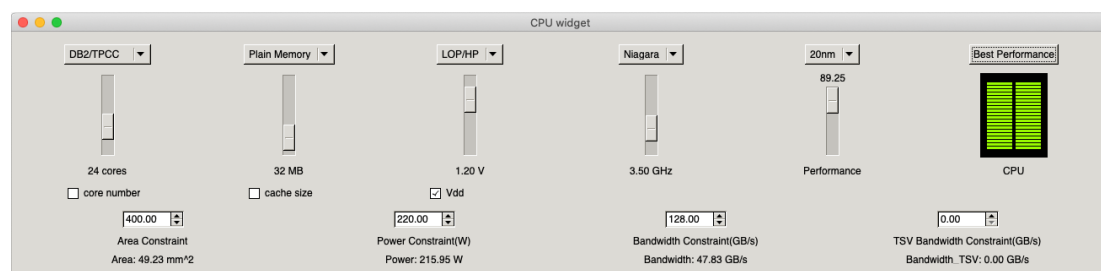 CPU widget
DB2/TPCC Plain Memory LOP/HP Niagara 20nm Best Performance
89.25
24 cores 32 MB 1.20 V 3.50 GHz Performance CPU
core number cache size Vdd
400.00 220.00 128.00 0.00
Area Constraint Power Constraint(W) Bandwidth Constraint(GB/s) TSV Bandwidth Constraint(GB/s)
Area: 49.23 mm^2 Power: 215.95 W Bandwidth: 47.83 GB/s Bandwidth_TSV: 0.00 GB/s